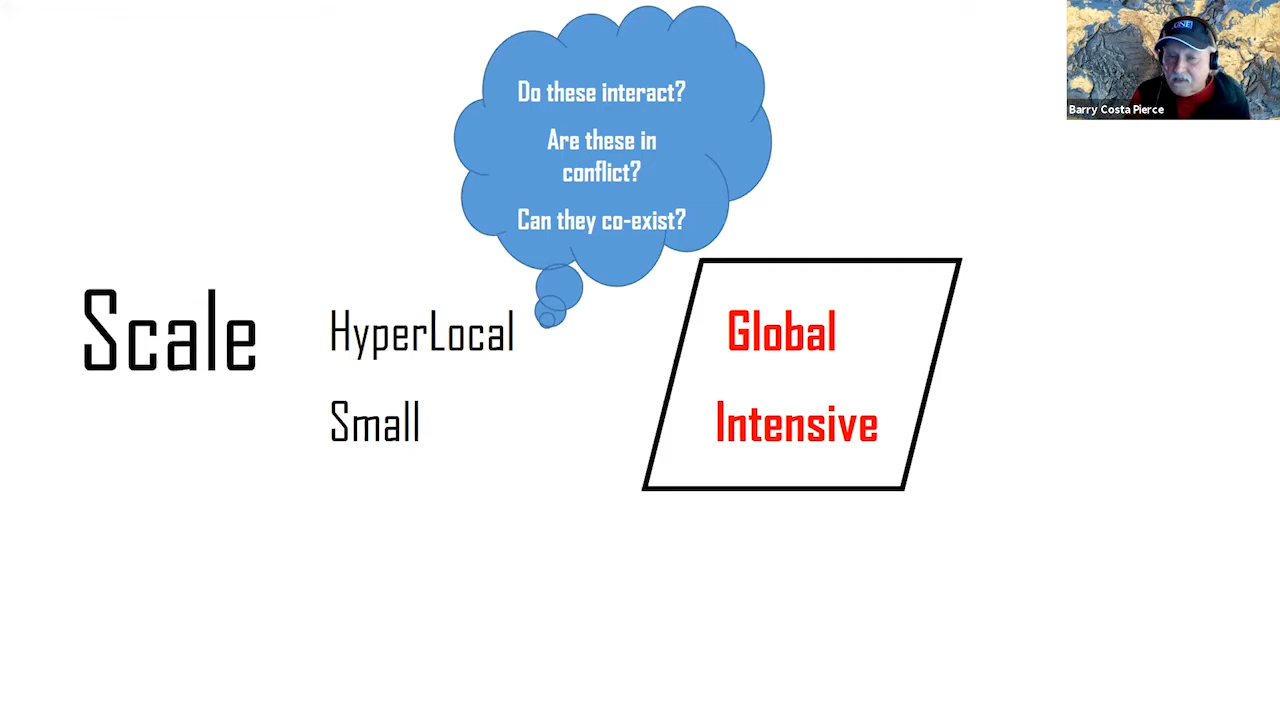 Do these interact?
Are these in
conflict?
Can they co-exist?
Barry Costa Pierce
Scale
HyperLocal
Global
Small
Intensive